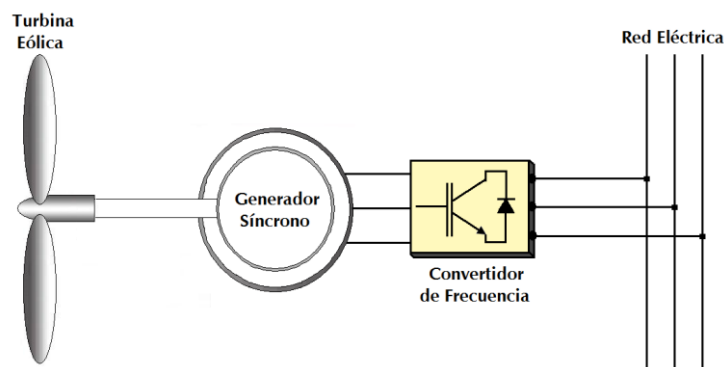 Turbina
Eólica
Red Eléctrica
Generador
Síncrono
Convertidor
de Frecuencia